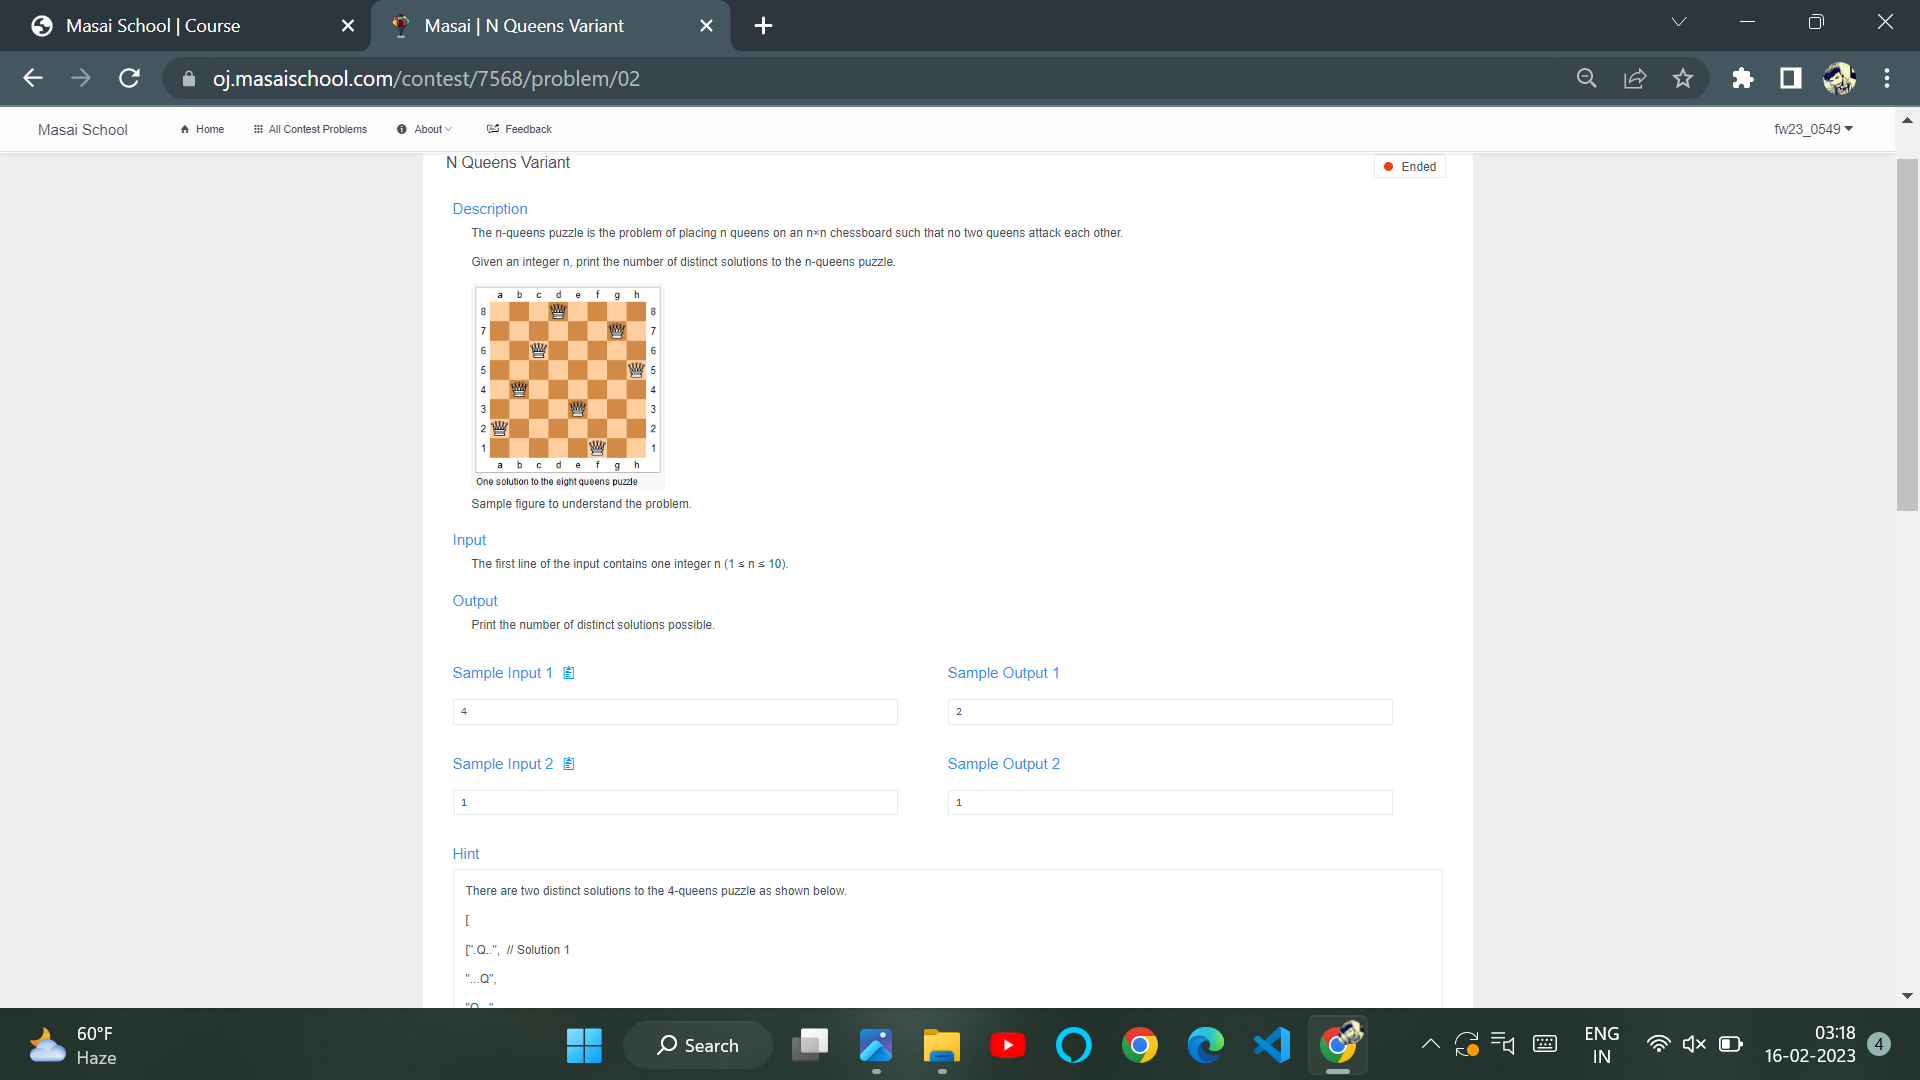 Masai School | Course
Masai | N Queens Variant
oj.masaischool.com/contest/7568/problem/02
Masai School
Home
All Contest Problems
About
Feedback
fw23_0549
N Queens Variant
Ended
Description
The n-queens puzzle is the problem of placing n queens on an n×n chessboard such that no two queens attack each other.
Given an integer n, print the number of distinct solutions to the n-queens puzzle.
a b c d e f g h
8 8
7 7
6 6
5 5
4 4
3 3
2 2
1 1
a b c d e f g h
One solution to the eight queens puzzle
Sample figure to understand the problem.
Input
The first line of the input contains one integer n (1 ≤ n ≤ 10).
Output
Print the number of distinct solutions possible.
Sample Input 1
Sample Output 1
4
2
Sample Input 2
Sample Output 2
1
1
Hint
There are two distinct solutions to the 4-queens puzzle as shown below.
[
[".Q..", // Solution 1
"...Q",
60°F
Haze
Search
ENG
IN
03:18
16-02-2023
4